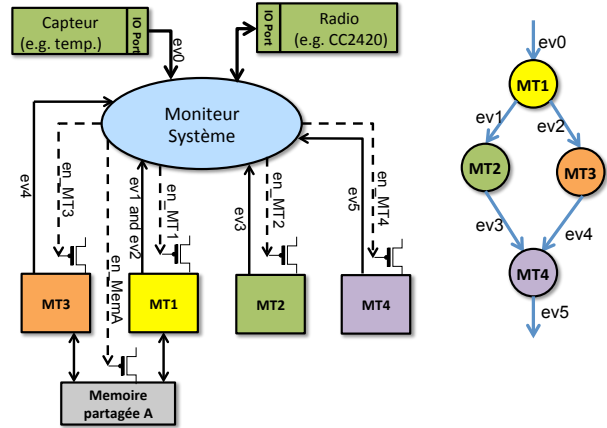 Capteur
(e.g. temp.)
IO Port
IO Port
Radio
(e.g. CC2420)
ev0
Moniteur
Système
ev4
en_MT3
en_MemA
ev1 and ev2
en_MT1
ev3
en_MT2
ev5
en_MT4
MT3
MT1
MT2
MT4
Memoire
partagée A
ev0
MT1
ev1
ev2
MT2
MT3
ev3
ev4
MT4
ev5